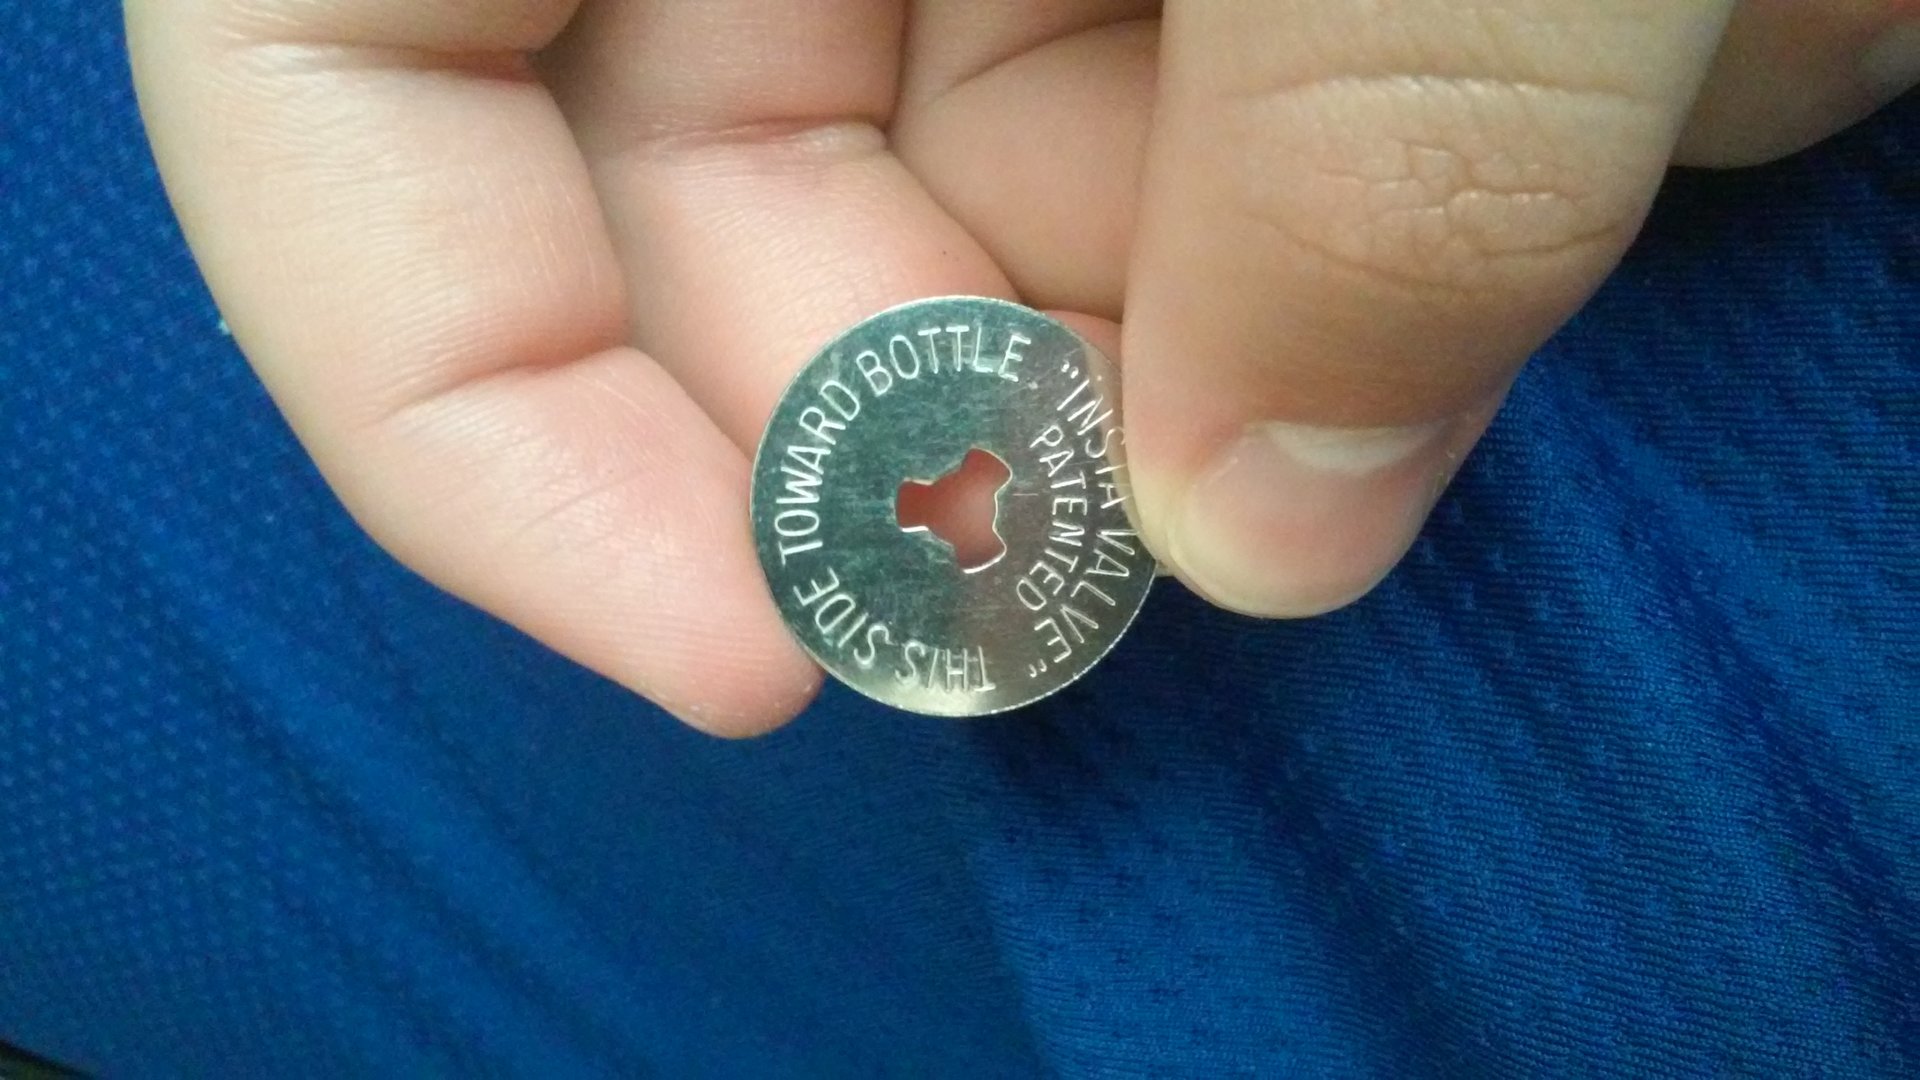 THIS SIDE TOWARD BOTTLE
"INSTA VALVE"
PATENTED